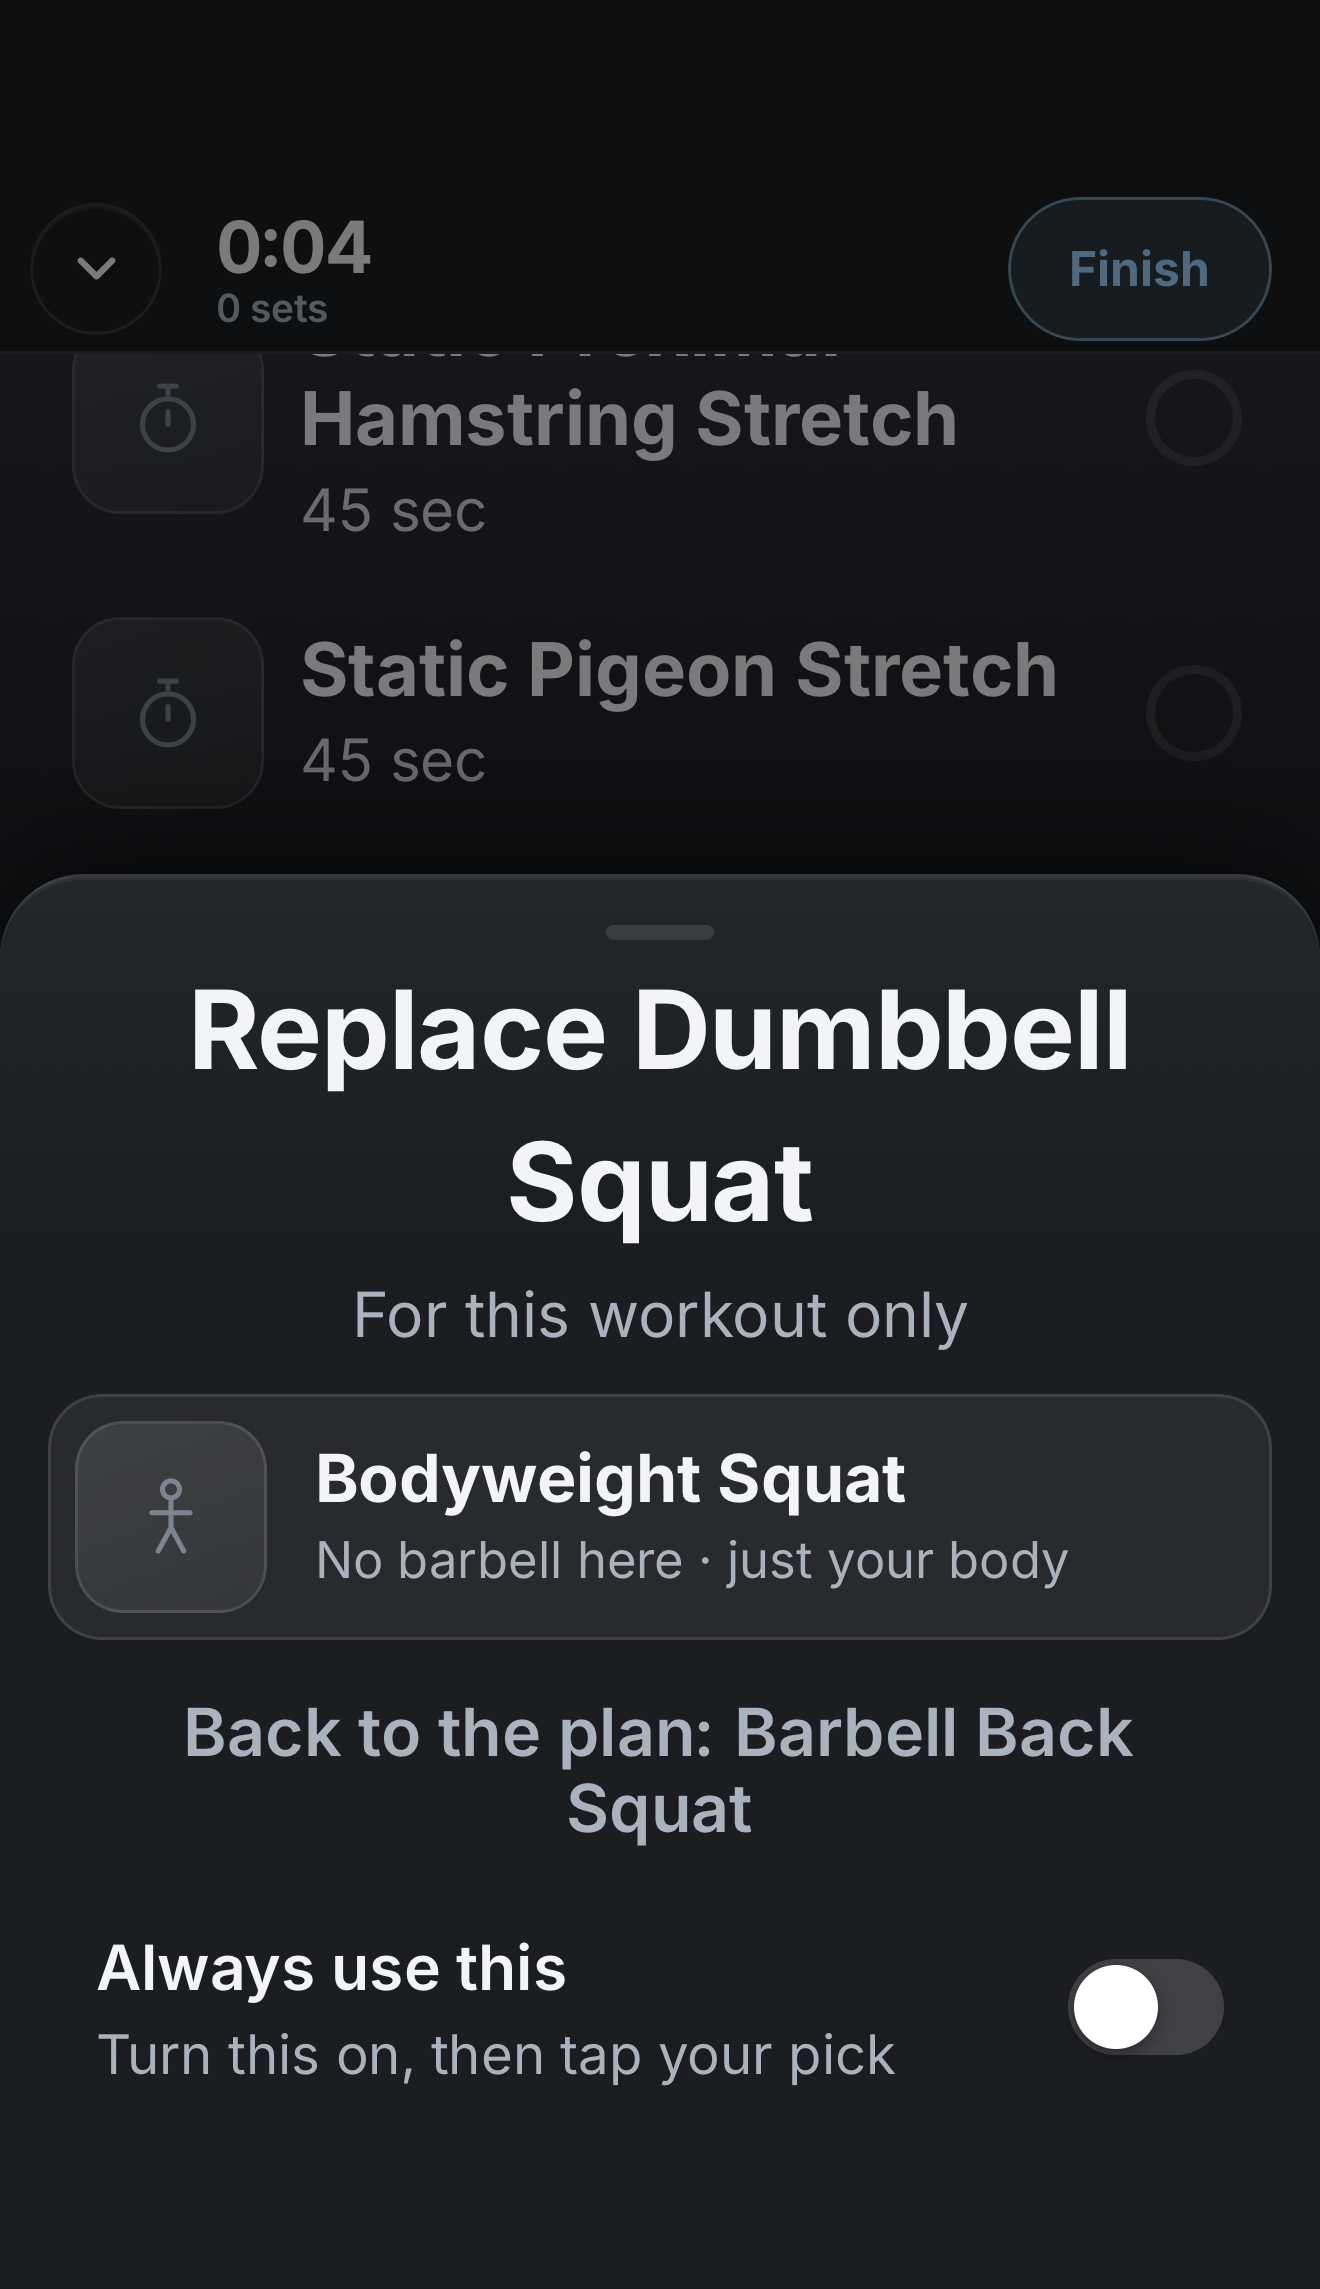 0:04
0 sets
Finish
Hamstring Stretch
45 sec
Static Pigeon Stretch
45 sec
Replace Dumbbell
Squat
For this workout only
Bodyweight Squat
No barbell here · just your body
Back to the plan: Barbell Back
Squat
Always use this
Turn this on, then tap your pick